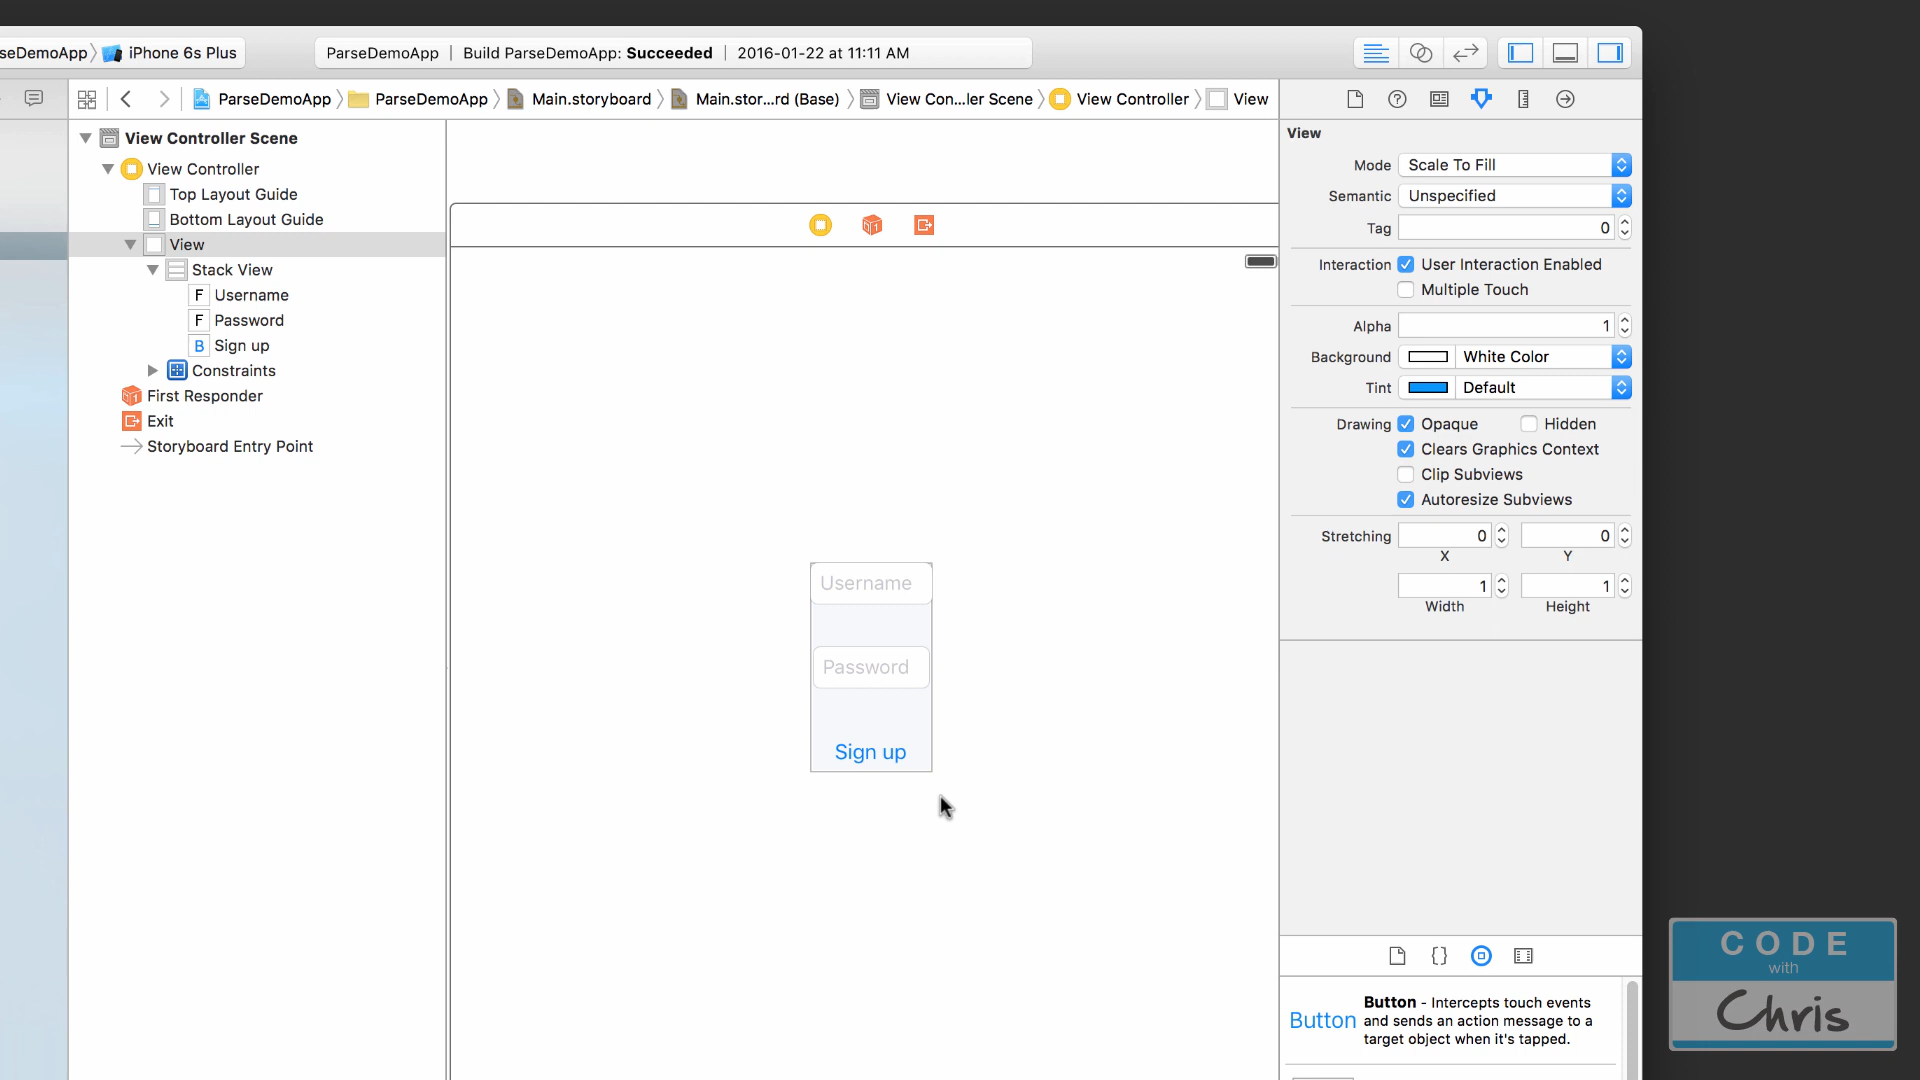 seDemoApp
iPhone 6s Plus
ParseDemoApp | Build ParseDemoApp: Succeeded | 2016-01-22 at 11:11 AM
ParseDemoApp
ParseDemoApp
Main.storyboard
Main.stor...rd (Base)
View Con...ler Scene
View Controller
View
View Controller Scene
View Controller
Top Layout Guide
Bottom Layout Guide
View
Stack View
F Username
F Password
B Sign up
Constraints
First Responder
Exit
Storyboard Entry Point
Username
Password
Sign up
View
Mode Scale To Fill
Semantic Unspecified
Tag 0
Interaction User Interaction Enabled
Multiple Touch
Alpha 1
Background White Color
Tint Default
Drawing Opaque Hidden
Clears Graphics Context
Clip Subviews
Autoresize Subviews
Stretching 0 0
X Y
1 1
Width Height
{ }
Button
Button - Intercepts touch events
and sends an action message to a
target object when it's tapped.
CODE
with
Chris